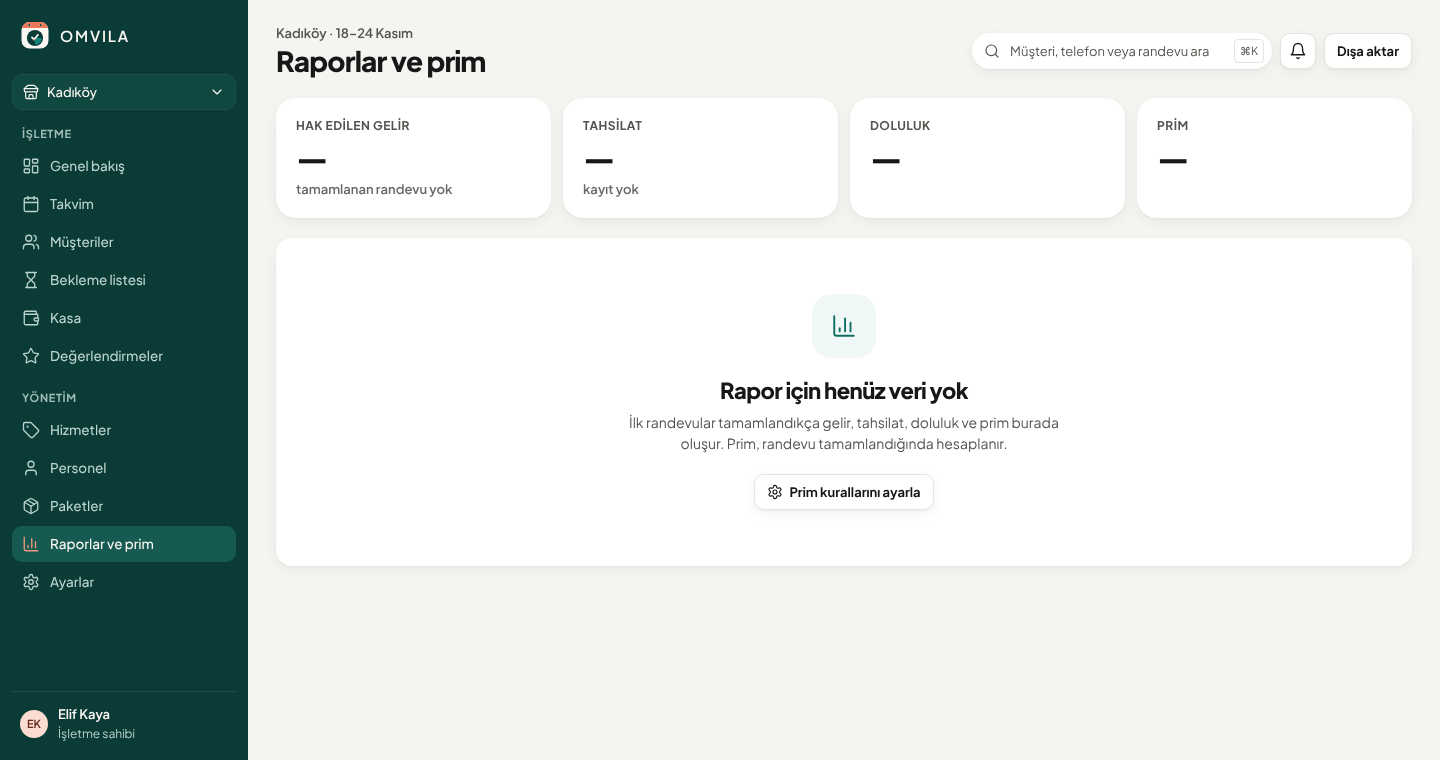 OMVILA
Kadıköy
İŞLETME
Genel bakış
Takvim
Müşteriler
Bekleme listesi
Kasa
Değerlendirmeler
YÖNETİM
Hizmetler
Personel
Paketler
Raporlar ve prim
Ayarlar
EK
Elif Kaya
İşletme sahibi
Kadıköy · 18–24 Kasım
Raporlar ve prim
Müşteri, telefon veya randevu ara
⌘K
Dışa aktar
HAK EDİLEN GELİR
—
tamamlanan randevu yok
TAHSİLAT
—
kayıt yok
DOLULUK
—
PRİM
—
Rapor için henüz veri yok
İlk randevular tamamlandıkça gelir, tahsilat, doluluk ve prim burada
oluşur. Prim, randevu tamamlandığında hesaplanır.
Prim kurallarını ayarla